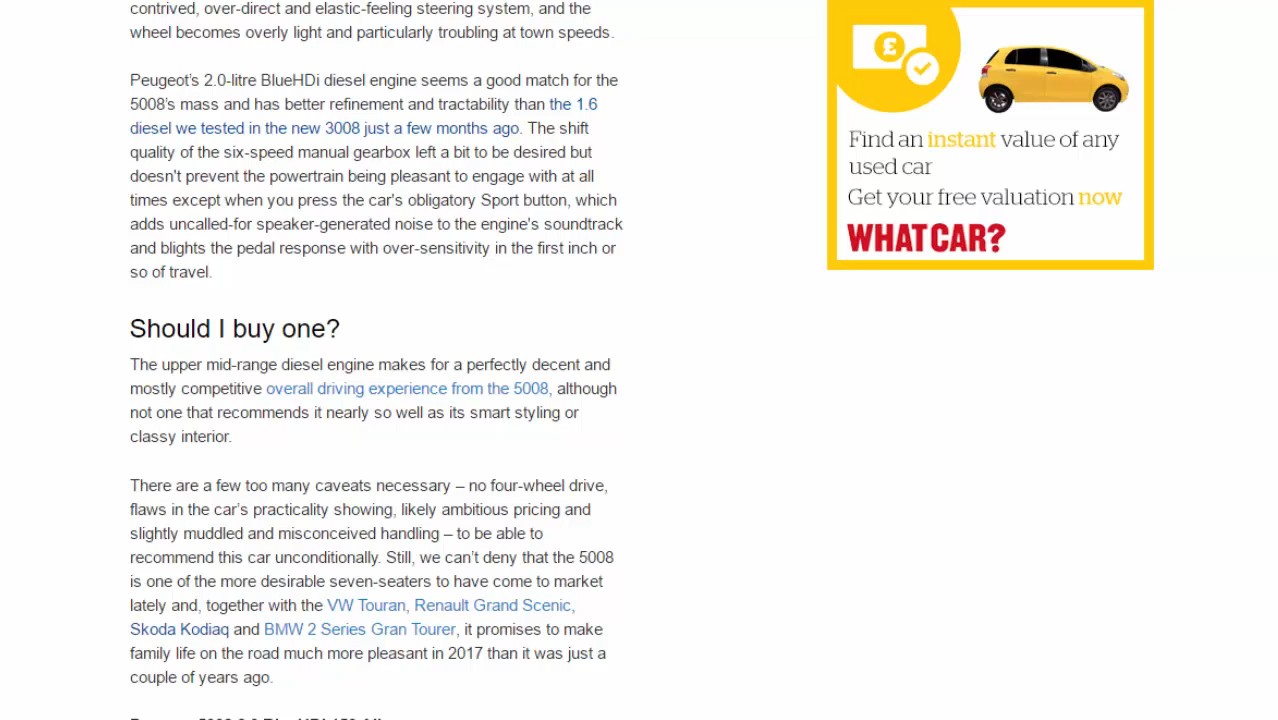 contrived, over-direct and elastic-feeling steering system, and the
wheel becomes overly light and particularly troubling at town speeds.
Peugeot's 2.0-litre BlueHDi diesel engine seems a good match for the
5008's mass and has better refinement and tractability than the 1.6
diesel we tested in the new 3008 just a few months ago. The shift
quality of the six-speed manual gearbox left a bit to be desired but
doesn't prevent the powertrain being pleasant to engage with at all
times except when you press the car's obligatory Sport button, which
adds uncalled-for speaker-generated noise to the engine's soundtrack
and blights the pedal response with over-sensitivity in the first inch or
so of travel.
Should I buy one?
The upper mid-range diesel engine makes for a perfectly decent and
mostly competitive overall driving experience from the 5008, although
not one that recommends it nearly so well as its smart styling or
classy interior.
There are a few too many caveats necessary – no four-wheel drive,
flaws in the car's practicality showing, likely ambitious pricing and
slightly muddled and misconceived handling – to be able to
recommend this car unconditionally. Still, we can't deny that the 5008
is one of the more desirable seven-seaters to have come to market
lately and, together with the VW Touran, Renault Grand Scenic,
Skoda Kodiaq and BMW 2 Series Gran Tourer, it promises to make
family life on the road much more pleasant in 2017 than it was just a
couple of years ago.
£
Find an instant value of any
used car
Get your free valuation now
WHAT CAR?